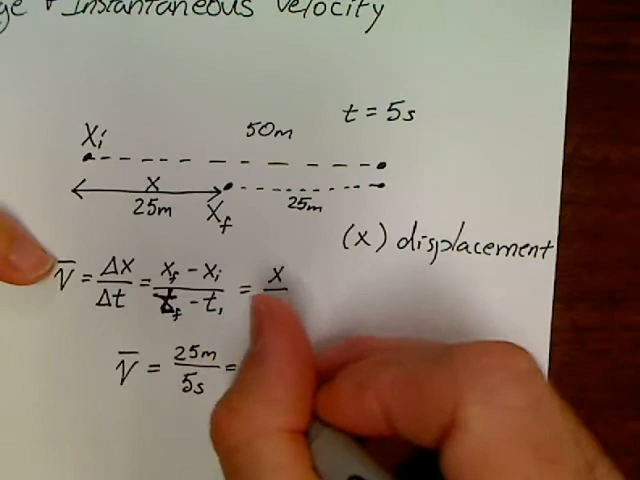 + Instantaneous Velocity
t = 5s
50m
Xi
x
25m
Xf
25m
(x) displacement
V̅ = Δx/Δt = (xf - xi)/(tf - ti) = x
V̅ = 25m/5s =